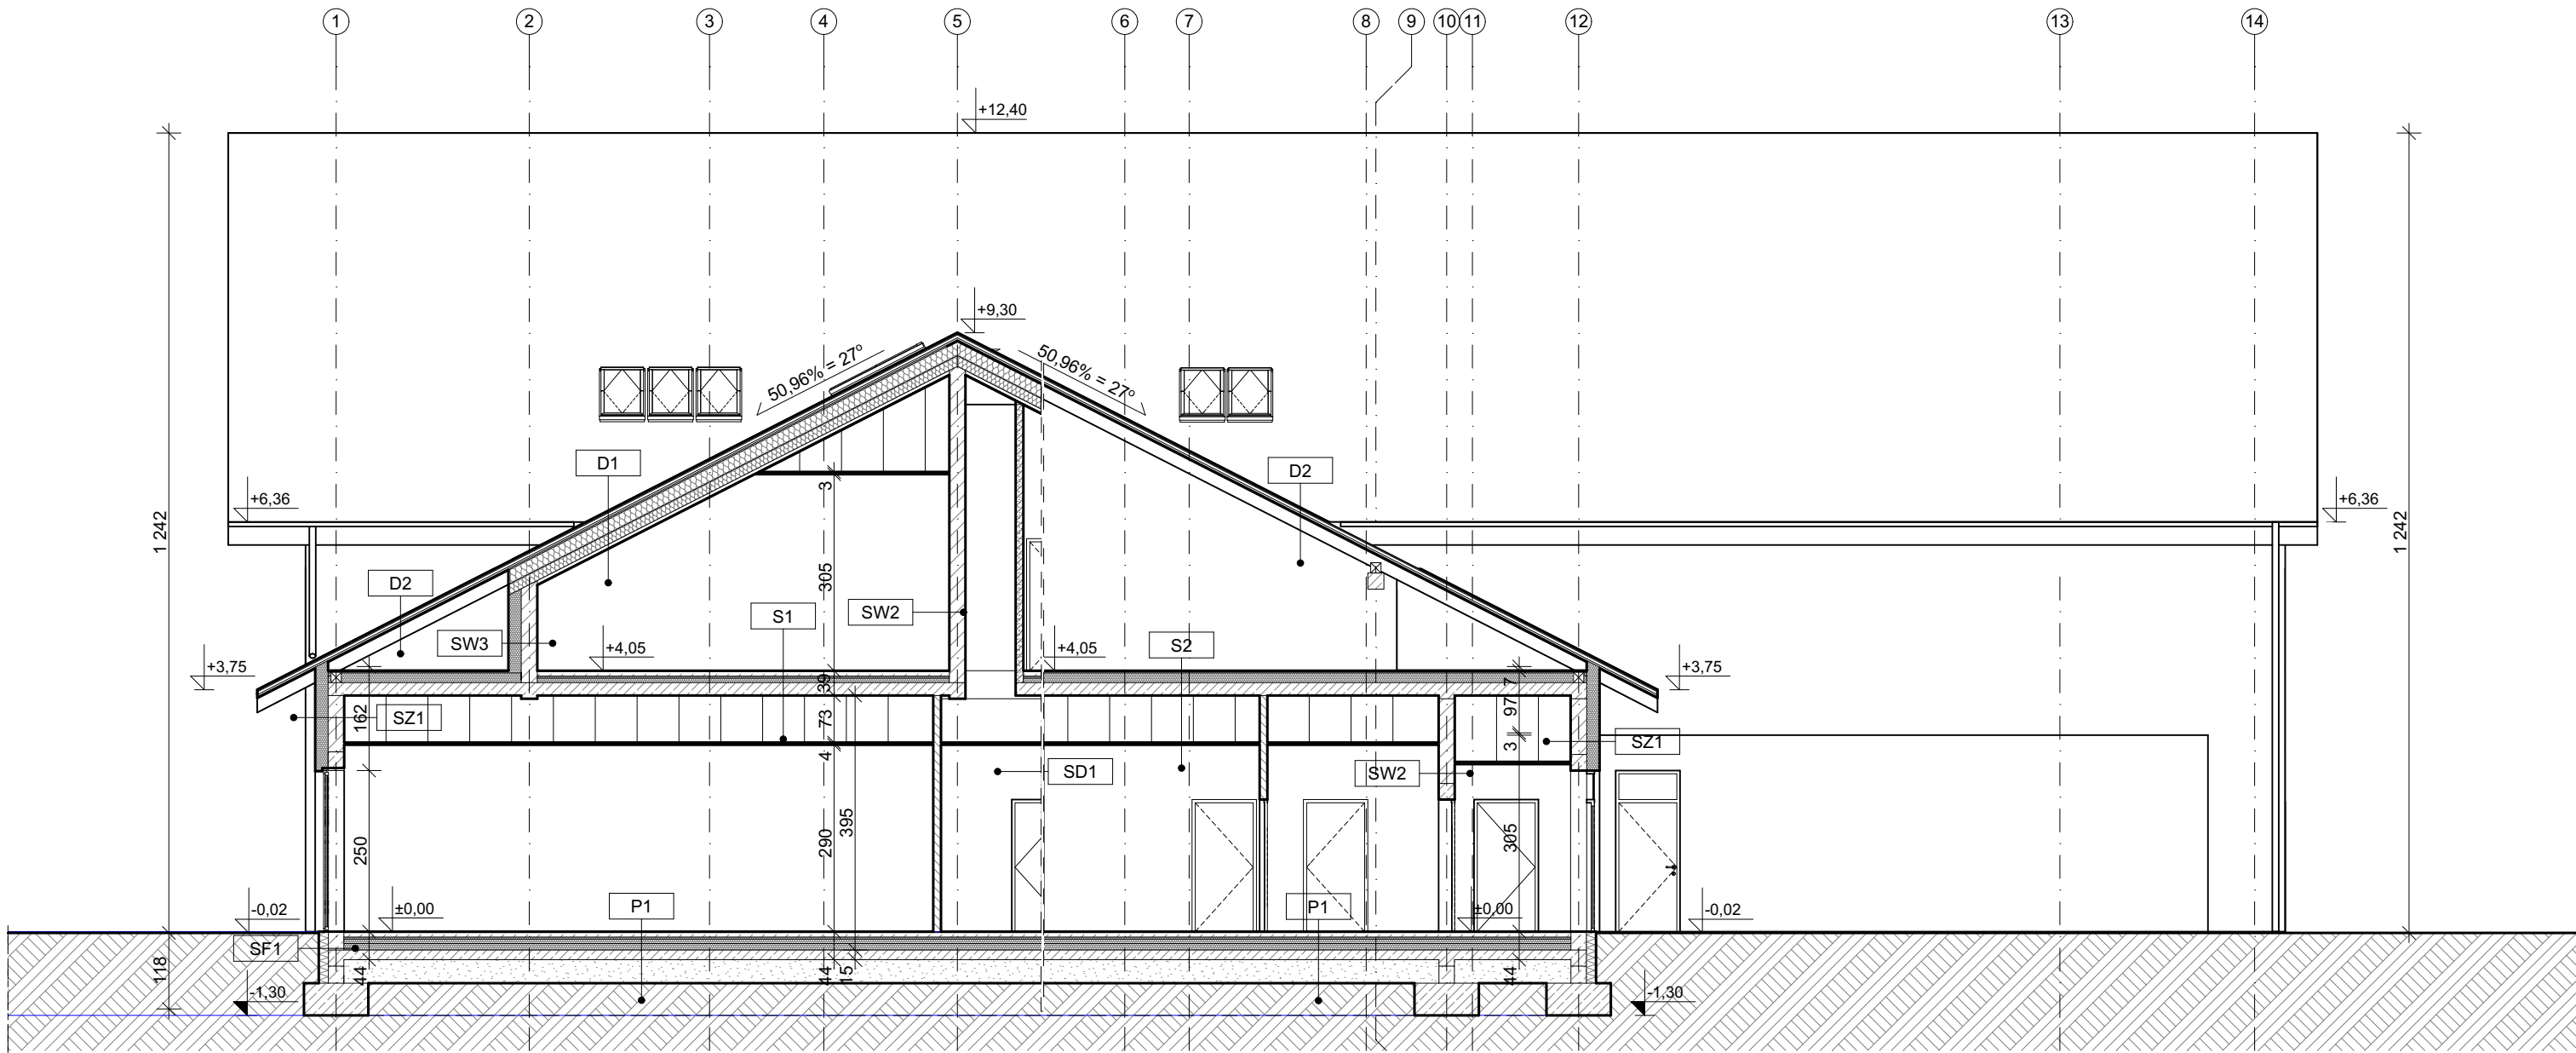 1 2 3 4 5 6 7 8 9 10 11 12 13 14
+12,40
+9,30
50,96% = 27º
50,96% = 27º
D1
D2
3
+6,36
+6,36
1 242
1 242
305
D2
S1
SW2
SW3
S2
+4,05
+4,05
+3,75
+3,75
39
7
162
SZ1
73
97
4
3
SZ1
SD1
SW2
250
290
395
305
P1
P1
-0,02
±0,00
±0,00
-0,02
SF1
118
44
44
15
44
-1,30
-1,30